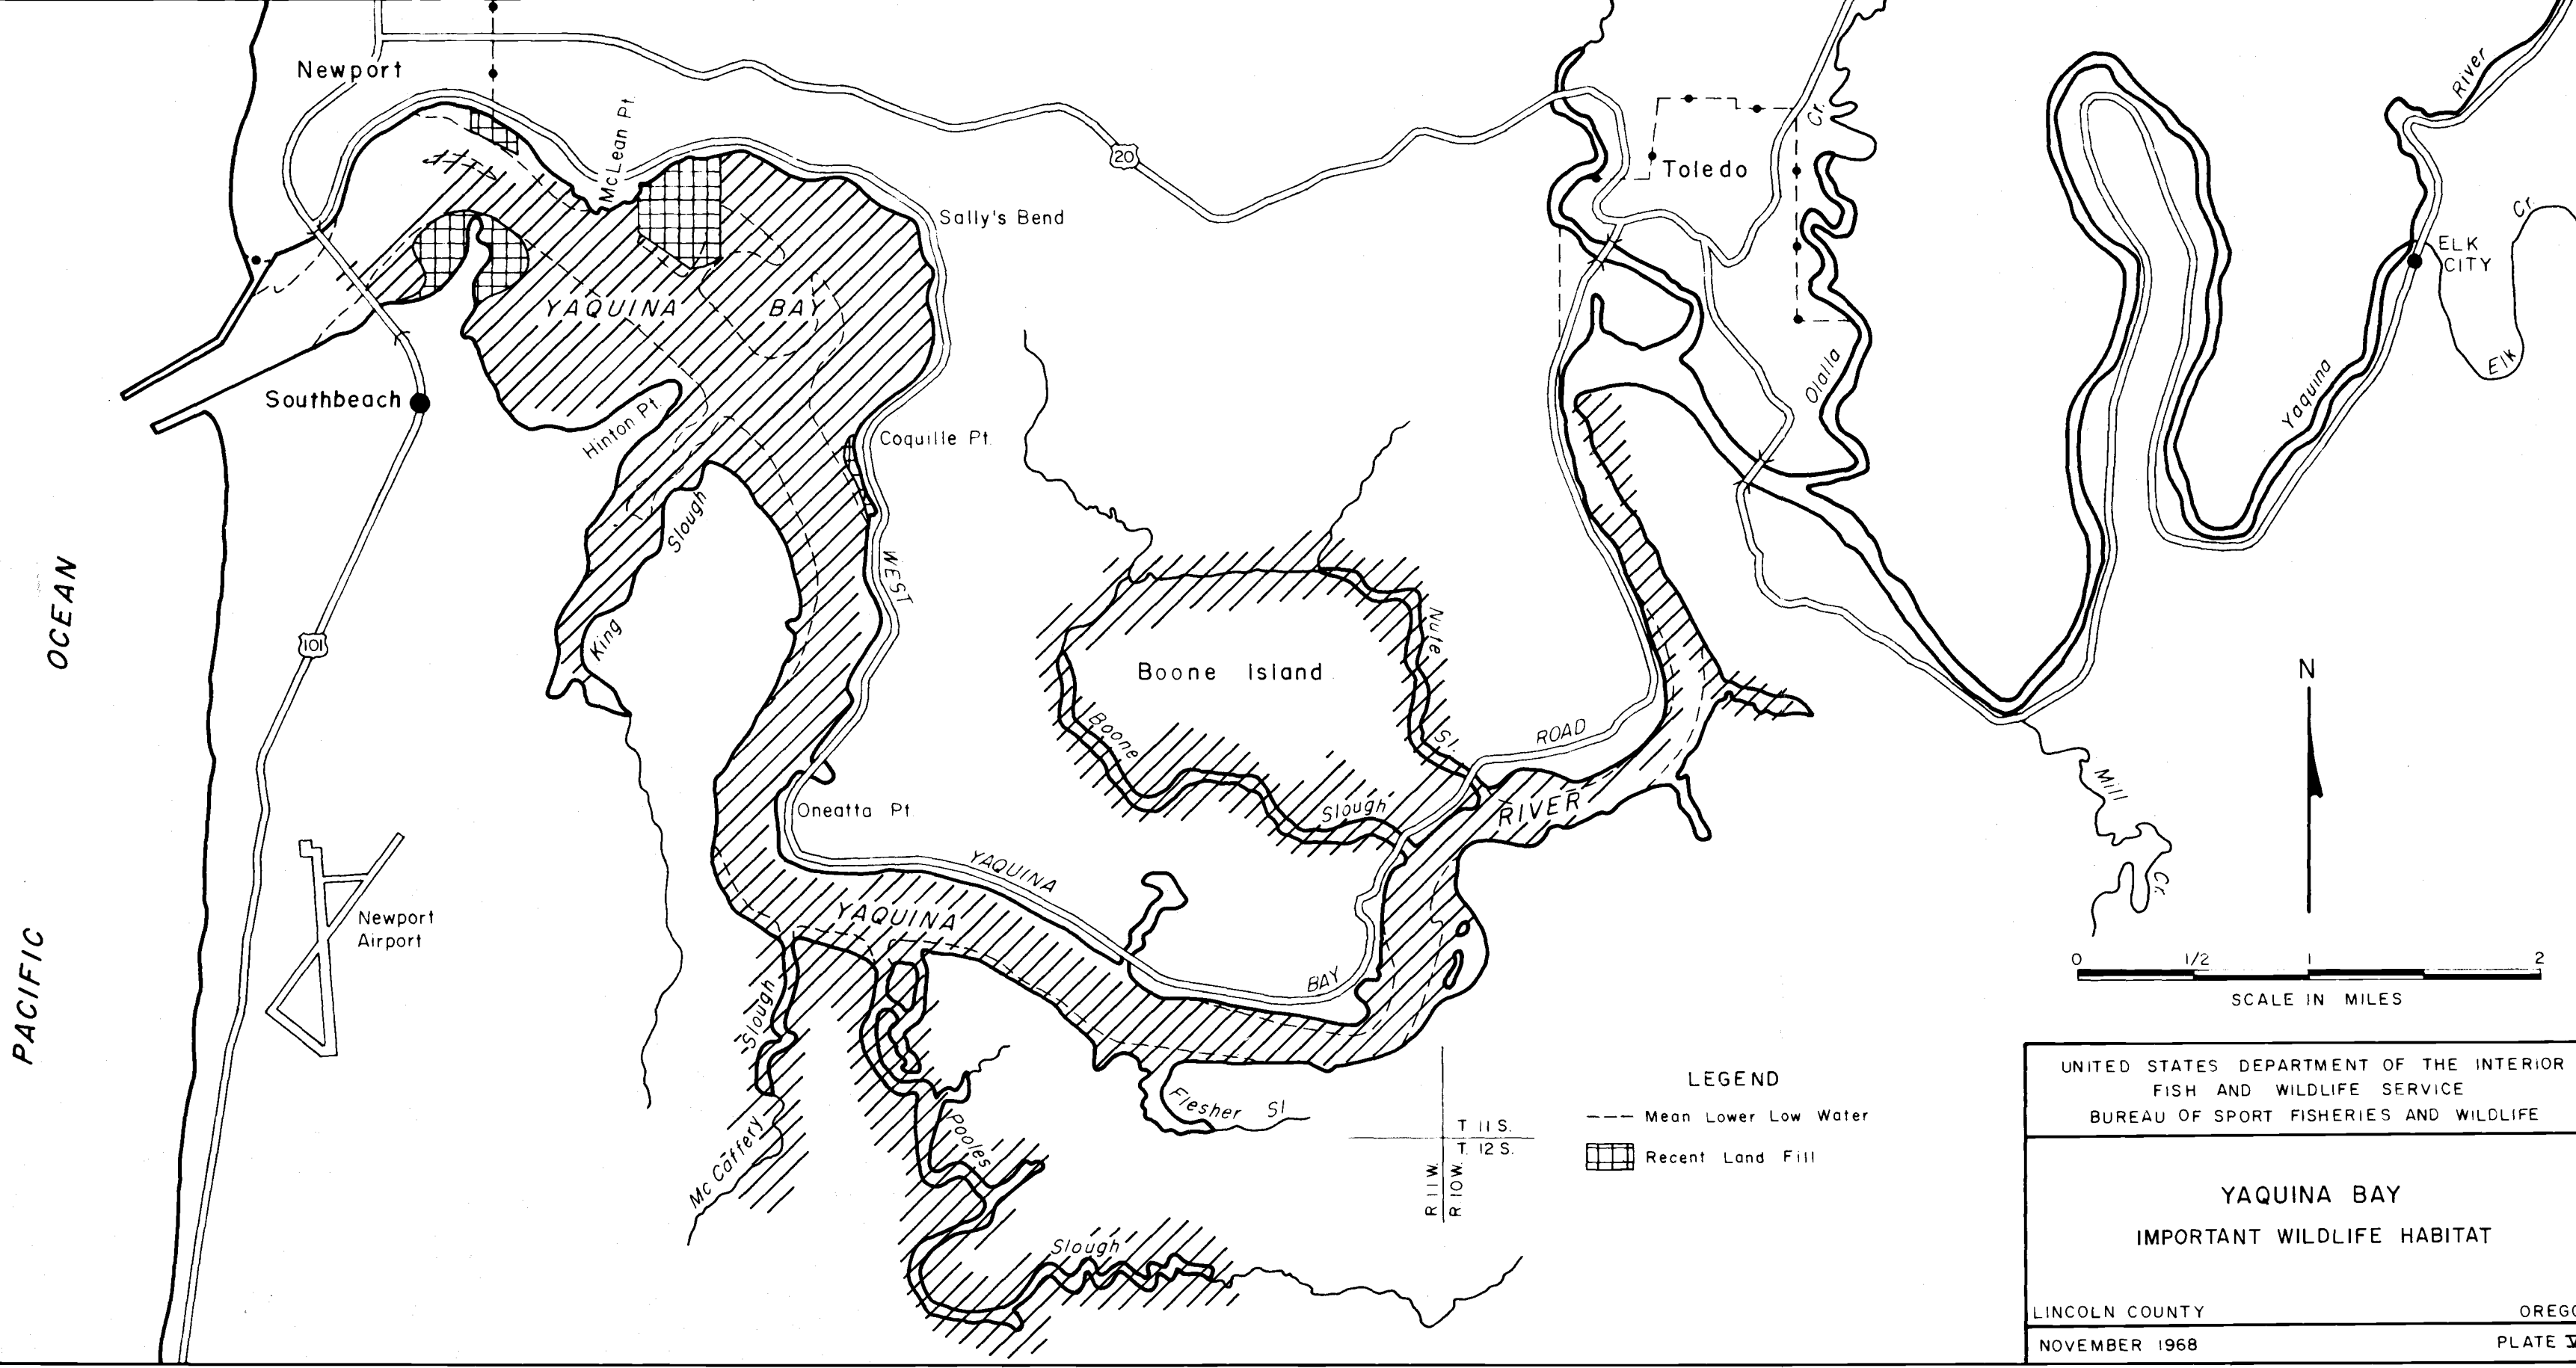 Newport
McLean Pt.
20
Toledo
Cr.
River
Sally's Bend
Cr.
ELK
CITY
YAQUINA BAY
Elk
Olalla
Yaquina
Southbeach
Hinton Pt.
Coquille Pt.
Slough
WEST
OCEAN
King
101
Nute
Boone Island
Sl.
N
Boone
ROAD
Slough
RIVER
Oneatta Pt.
Mill
Cr.
YAQUINA
YAQUINA
Newport
Airport
BAY
PACIFIC
Slough
0 1/2 1 2
SCALE IN MILES
Mc Caffery
Pooles
Flesher Sl
Slough
T 11 S.
T. 12 S.
R 11 W.
R 10 W.
LEGEND
Mean Lower Low Water
Recent Land Fill
UNITED STATES DEPARTMENT OF THE INTERIOR
FISH AND WILDLIFE SERVICE
BUREAU OF SPORT FISHERIES AND WILDLIFE
YAQUINA BAY
IMPORTANT WILDLIFE HABITAT
LINCOLN COUNTY OREGO
NOVEMBER 1968 PLATE